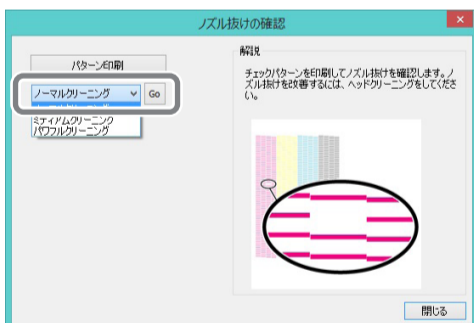 ノズル抜けの確認
パターン印刷
ノーマルクリーニング
Go
ミディアムクリーニング
パワフルクリーニング
解説
チェックパターンを印刷してノズル抜けを確認します。ノ
ズル抜けを改善するには、ヘッドクリーニングをしてくださ
い。
閉じる